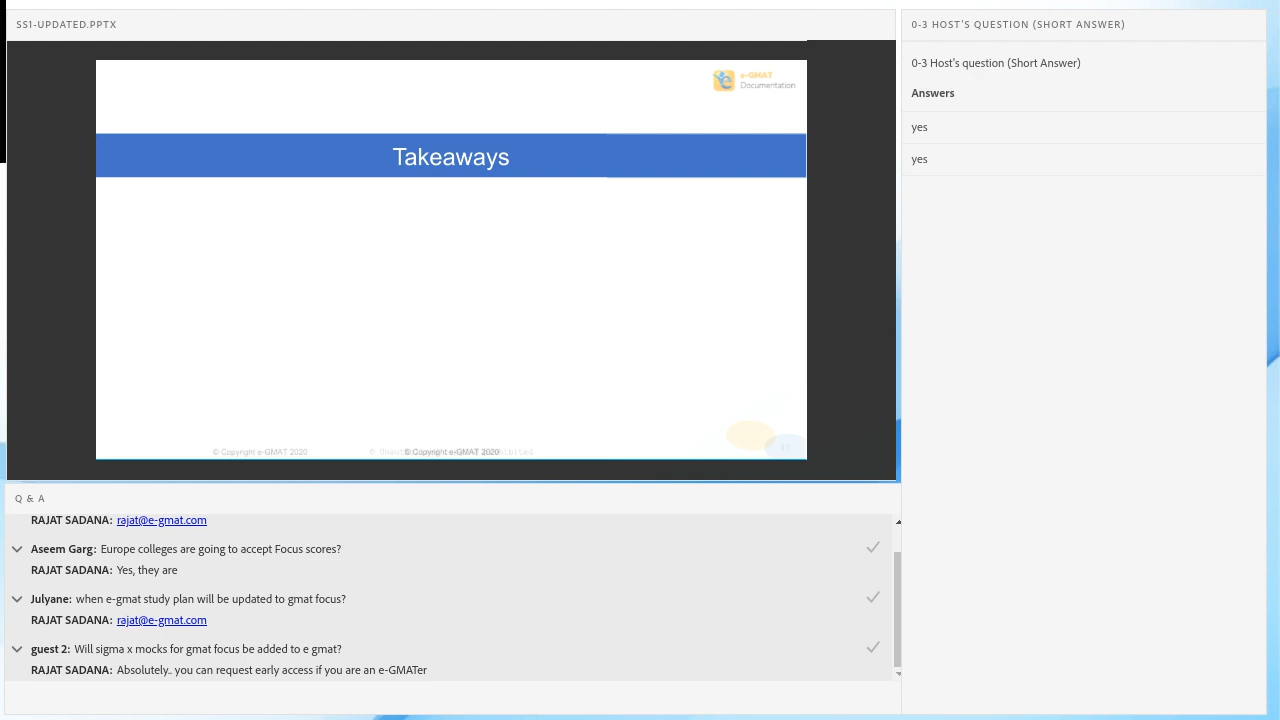 SS1-UPDATED.PPTX
e-GMAT
Documentation
Takeaways
© Copyright e-GMAT 2020
© Copyright e-GMAT 2020
Q & A
RAJAT SADANA: rajat@e-gmat.com
Aseem Garg: Europe colleges are going to accept Focus scores?
RAJAT SADANA: Yes, they are
Julyane: when e-gmat study plan will be updated to gmat focus?
RAJAT SADANA: rajat@e-gmat.com
guest 2: Will sigma x mocks for gmat focus be added to e gmat?
RAJAT SADANA: Absolutely.. you can request early access if you are an e-GMATer
0-3 HOST'S QUESTION (SHORT ANSWER)
0-3 Host's question (Short Answer)
Answers
yes
yes